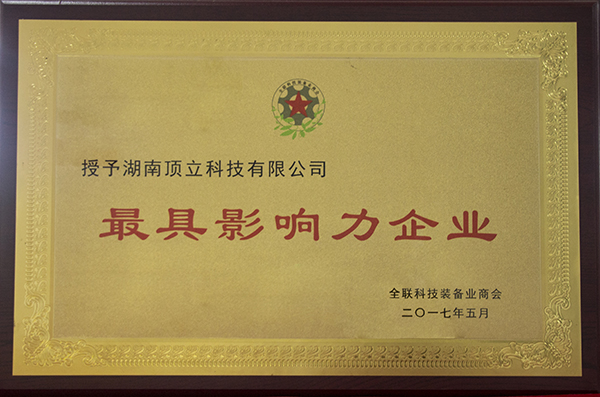 授予湖南顶立科技有限公司
最具影响力企业
全联科技装备业商会
二〇一七年五月